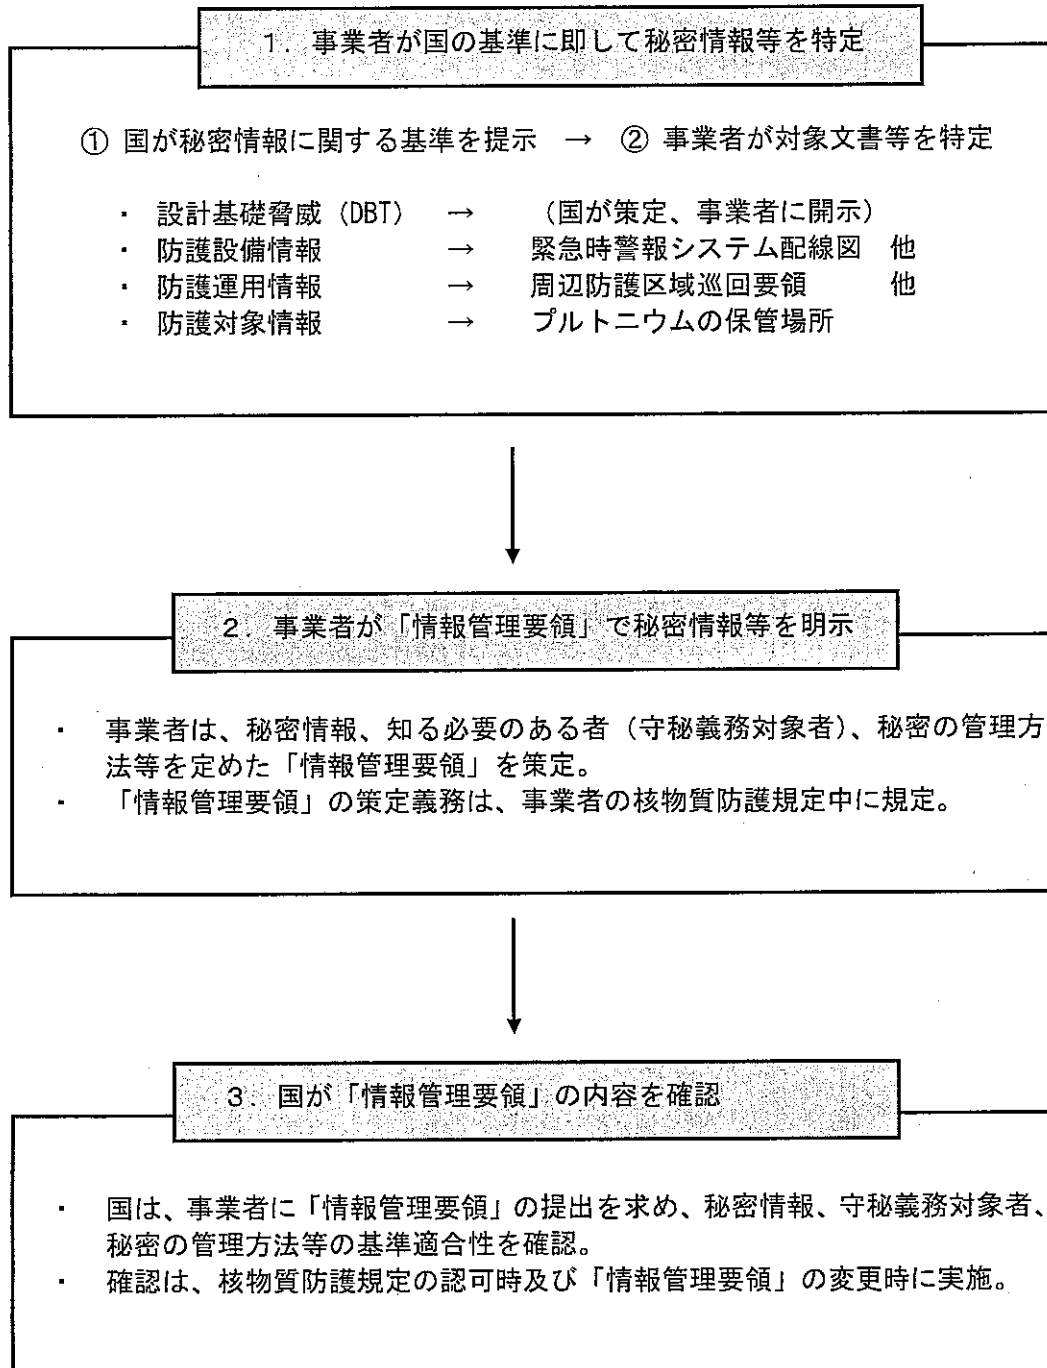 1．事業者が国の基準に即して秘密情報等を特定
① 国が秘密情報に関する基準を提示 → ② 事業者が対象文書等を特定
・ 設計基礎脅威（DBT） → （国が策定、事業者に開示）
・ 防護設備情報 → 緊急時警報システム配線図 他
・ 防護運用情報 → 周辺防護区域巡回要領 他
・ 防護対象情報 → プルトニウムの保管場所
2．事業者が「情報管理要領」で秘密情報等を明示
・ 事業者は、秘密情報、知る必要のある者（守秘義務対象者）、秘密の管理方
法等を定めた「情報管理要領」を策定。
・ 「情報管理要領」の策定義務は、事業者の核物質防護規定中に規定。
3．国が「情報管理要領」の内容を確認
・ 国は、事業者に「情報管理要領」の提出を求め、秘密情報、守秘義務対象者、
秘密の管理方法等の基準適合性を確認。
・ 確認は、核物質防護規定の認可時及び「情報管理要領」の変更時に実施。